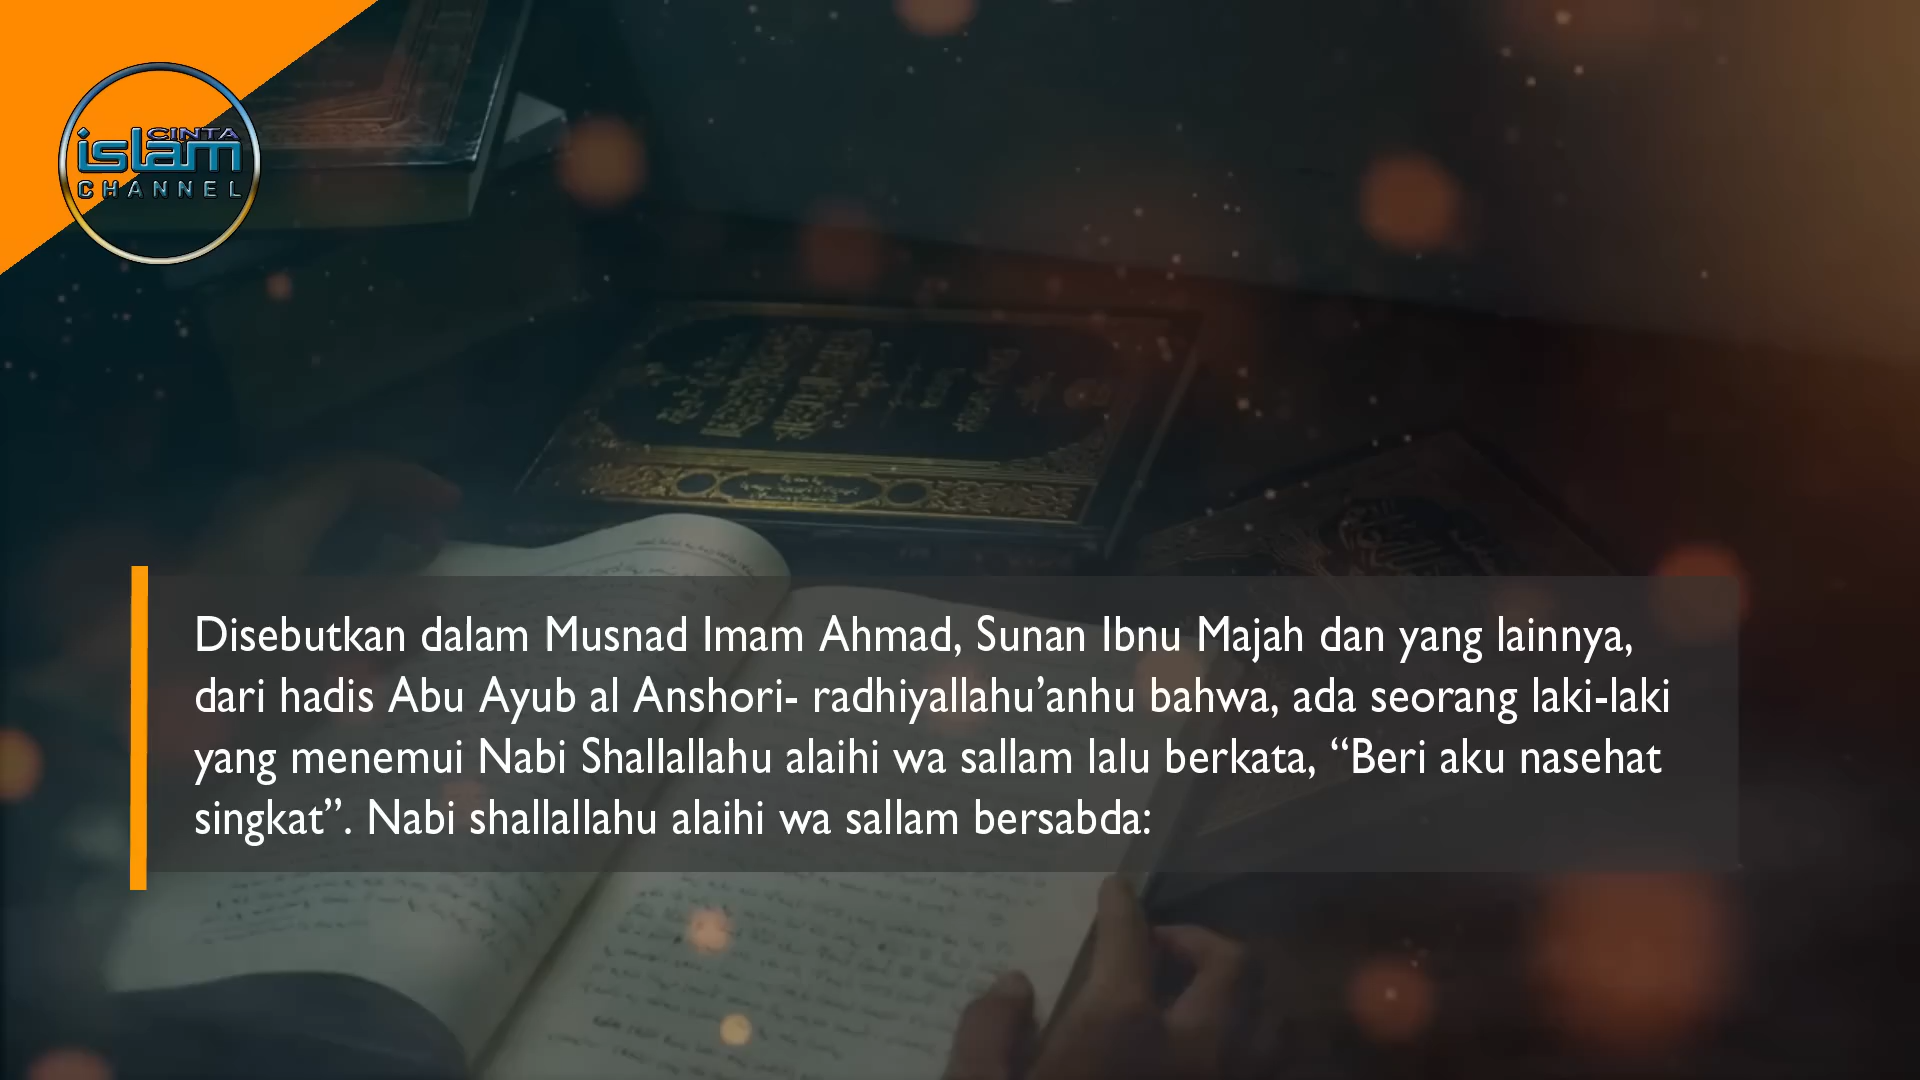 CINTA
islam
CHANNEL
Disebutkan dalam Musnad Imam Ahmad, Sunan Ibnu Majah dan yang lainnya,
dari hadis Abu Ayub al Anshori- radhiyallahu’anhu bahwa, ada seorang laki-laki
yang menemui Nabi Shallallahu alaihi wa sallam lalu berkata, “Beri aku nasehat
singkat”. Nabi shallallahu alaihi wa sallam bersabda: